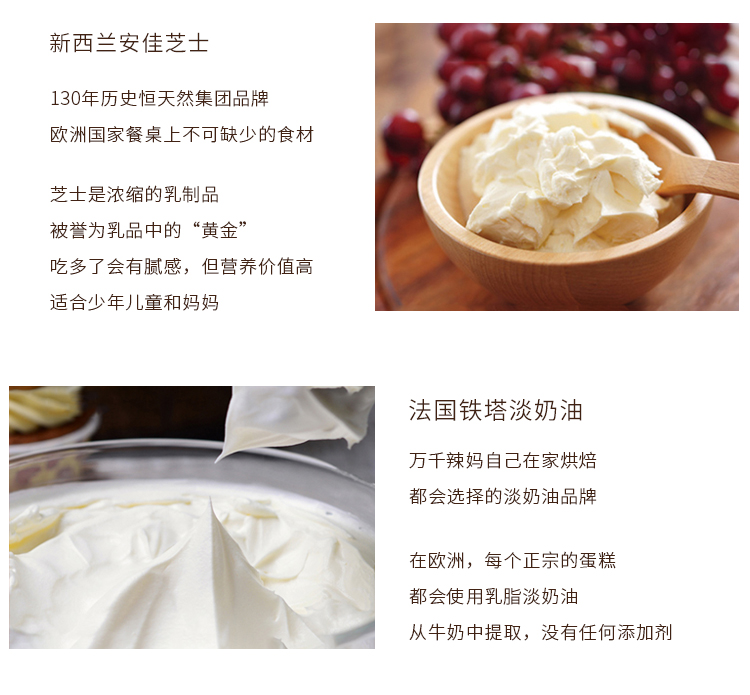 新西兰安佳芝士
130年历史恒天然集团品牌
欧洲国家餐桌上不可缺少的食材
芝士是浓缩的乳制品
被誉为乳品中的“黄金”
吃多了会有腻感，但营养价值高
适合少年儿童和妈妈
法国铁塔淡奶油
万千辣妈自己在家烘焙
都会选择的淡奶油品牌
在欧洲，每个正宗的蛋糕
都会使用乳脂淡奶油
从牛奶中提取，没有任何添加剂